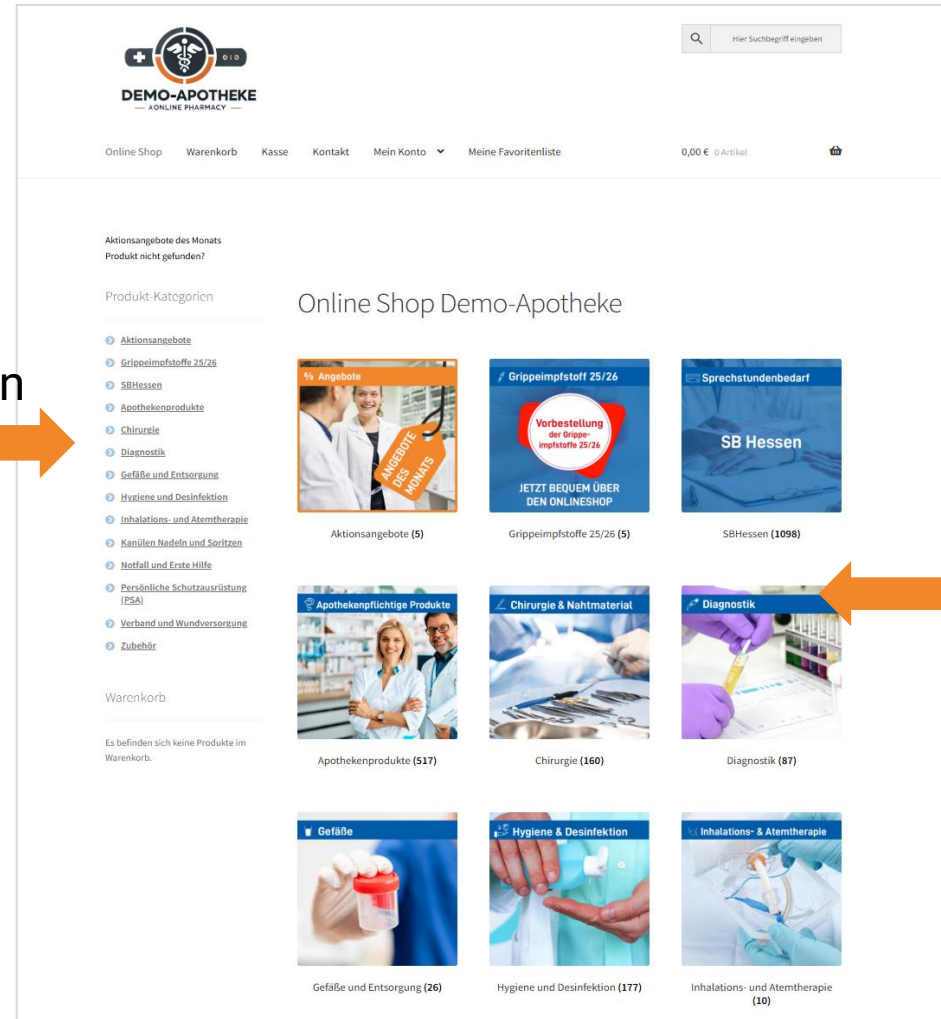 DEMO-APOTHEKE
AONLINE PHARMACY
Hier Suchbegriff eingeben
Online Shop Warenkorb Kasse Kontakt Mein Konto Meine Favoritenliste 0,00 € 0 Artikel
Aktionsangebote des Monats
Produkt nicht gefunden?
Produkt-Kategorien
Aktionsangebote
Grippeimpfstoffe 25/26
SBHessen
Apothekenprodukte
Chirurgie
Diagnostik
Gefäße und Entsorgung
Hygiene und Desinfektion
Inhalations- und Atemtherapie
Kanülen Nadeln und Spritzen
Notfall und Erste Hilfe
Persönliche Schutzausrüstung
(PSA)
Verband und Wundversorgung
Zubehör
Warenkorb
Es befinden sich keine Produkte im
Warenkorb.
n
Online Shop Demo-Apotheke
% Angebote
ANGEBOTE
DES
MONATS
Aktionsangebote (5)
Grippeimpfstoff 25/26
Vorbestellung
der Grippe-
impfstoffe 25/26
JETZT BEQUEM ÜBER
DEN ONLINESHOP
Grippeimpfstoffe 25/26 (5)
Sprechstundenbedarf
SB Hessen
SBHessen (1098)
Apothekenpflichtige Produkte
Apothekenprodukte (517)
Chirurgie & Nahtmaterial
Chirurgie (160)
Diagnostik
Diagnostik (87)
Gefäße
Gefäße und Entsorgung (26)
Hygiene & Desinfektion
Hygiene und Desinfektion (177)
Inhalations- & Atemtherapie
Inhalations- und Atemtherapie
(10)